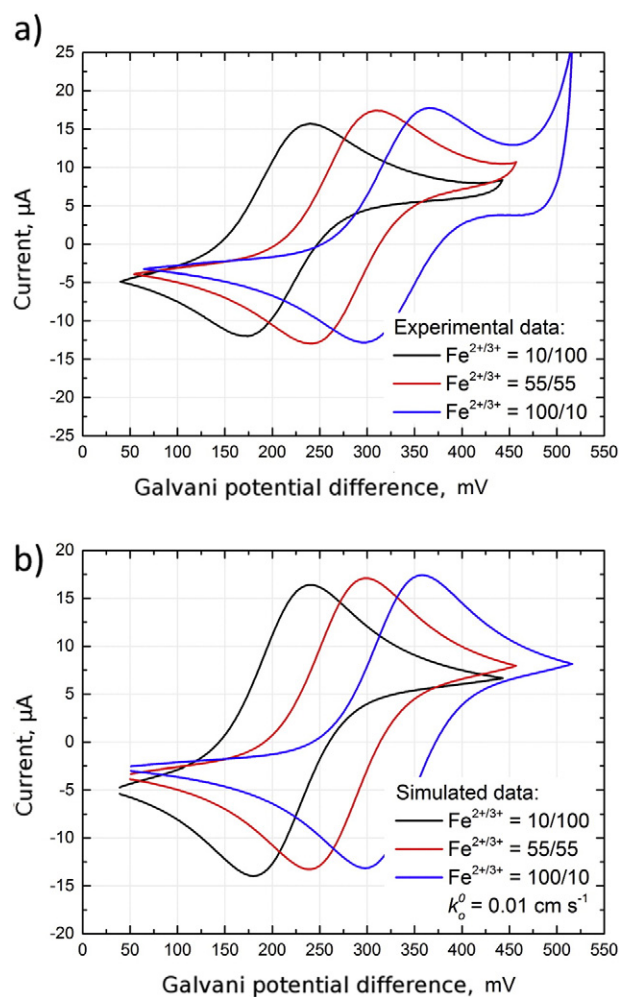 a)
25
20
15
10
5
0
-5
-10
-15
-20
-25
Current, µA
Experimental data:
Fe²⁺/³⁺ = 10/100
Fe²⁺/³⁺ = 55/55
Fe²⁺/³⁺ = 100/10
0 50 100 150 200 250 300 350 400 450 500 550
Galvani potential difference, mV
b)
20
15
10
5
0
-5
-10
-15
-20
Current, µA
Simulated data:
Fe²⁺/³⁺ = 10/100
Fe²⁺/³⁺ = 55/55
Fe²⁺/³⁺ = 100/10
kₒ⁰ = 0.01 cm s⁻¹
0 50 100 150 200 250 300 350 400 450 500 550
Galvani potential difference, mV